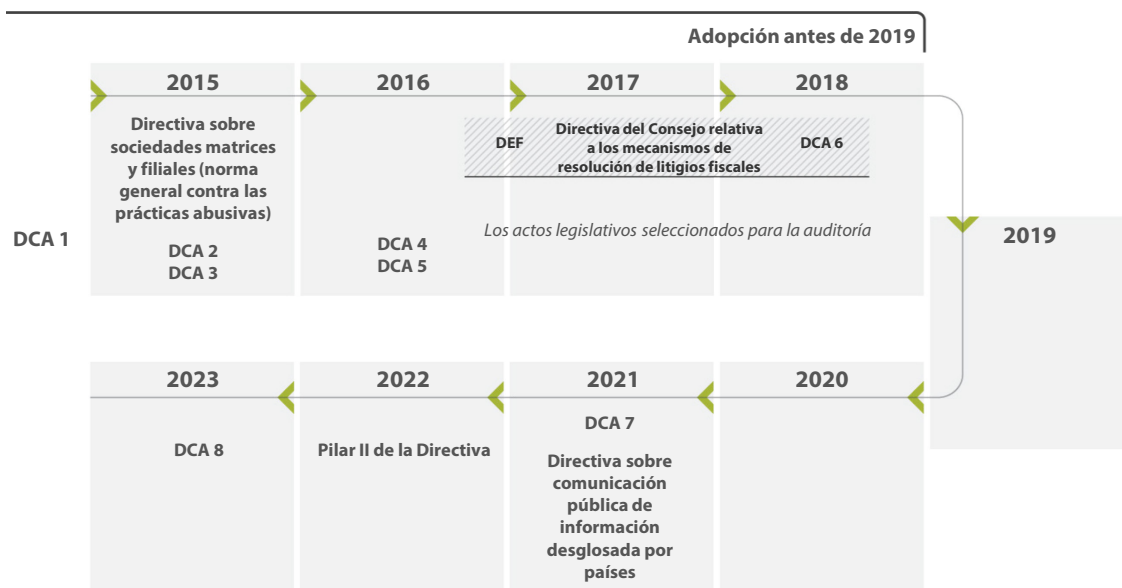 Adopción antes de 2019
2015
2016
2017
2018
Directiva sobre
sociedades matrices
y filiales (norma
general contra las
prácticas abusivas)
DCA 2
DCA 3
DEF
Directiva del Consejo relativa
a los mecanismos de
resolución de litigios fiscales
DCA 6
Los actos legislativos seleccionados para la auditoría
DCA 4
DCA 5
DCA 1
2019
2023
2022
2021
2020
DCA 8
Pilar II de la Directiva
DCA 7
Directiva sobre
comunicación
pública de
información
desglosada por
países